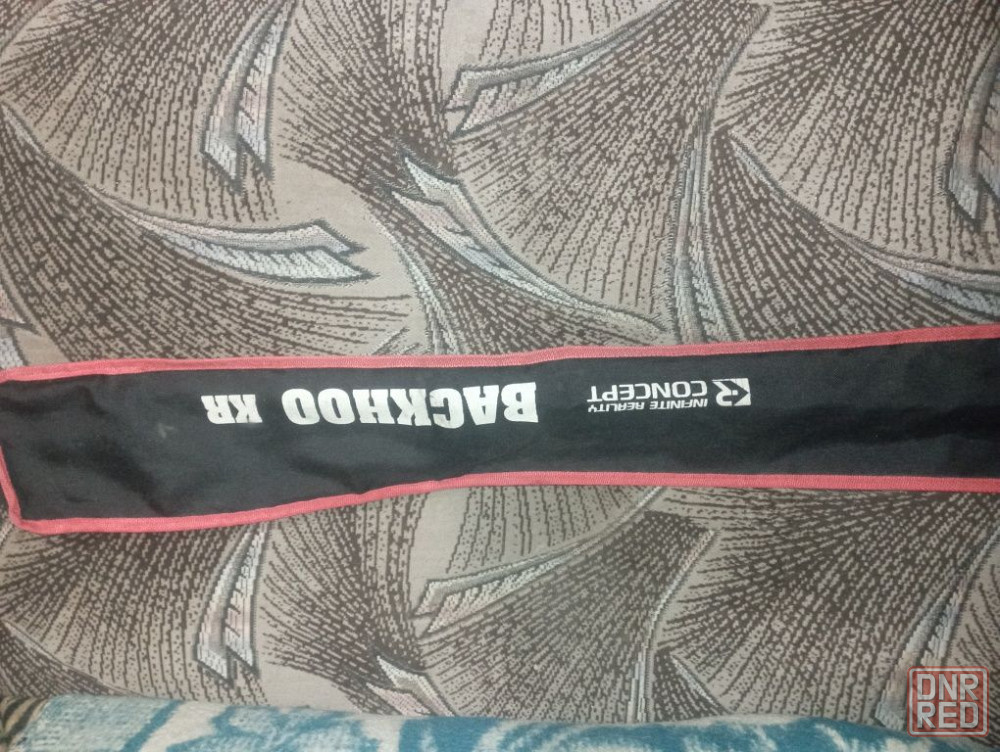 INFINITE REALITY
CONCEPT
BACKHOO KR
DNR
RED